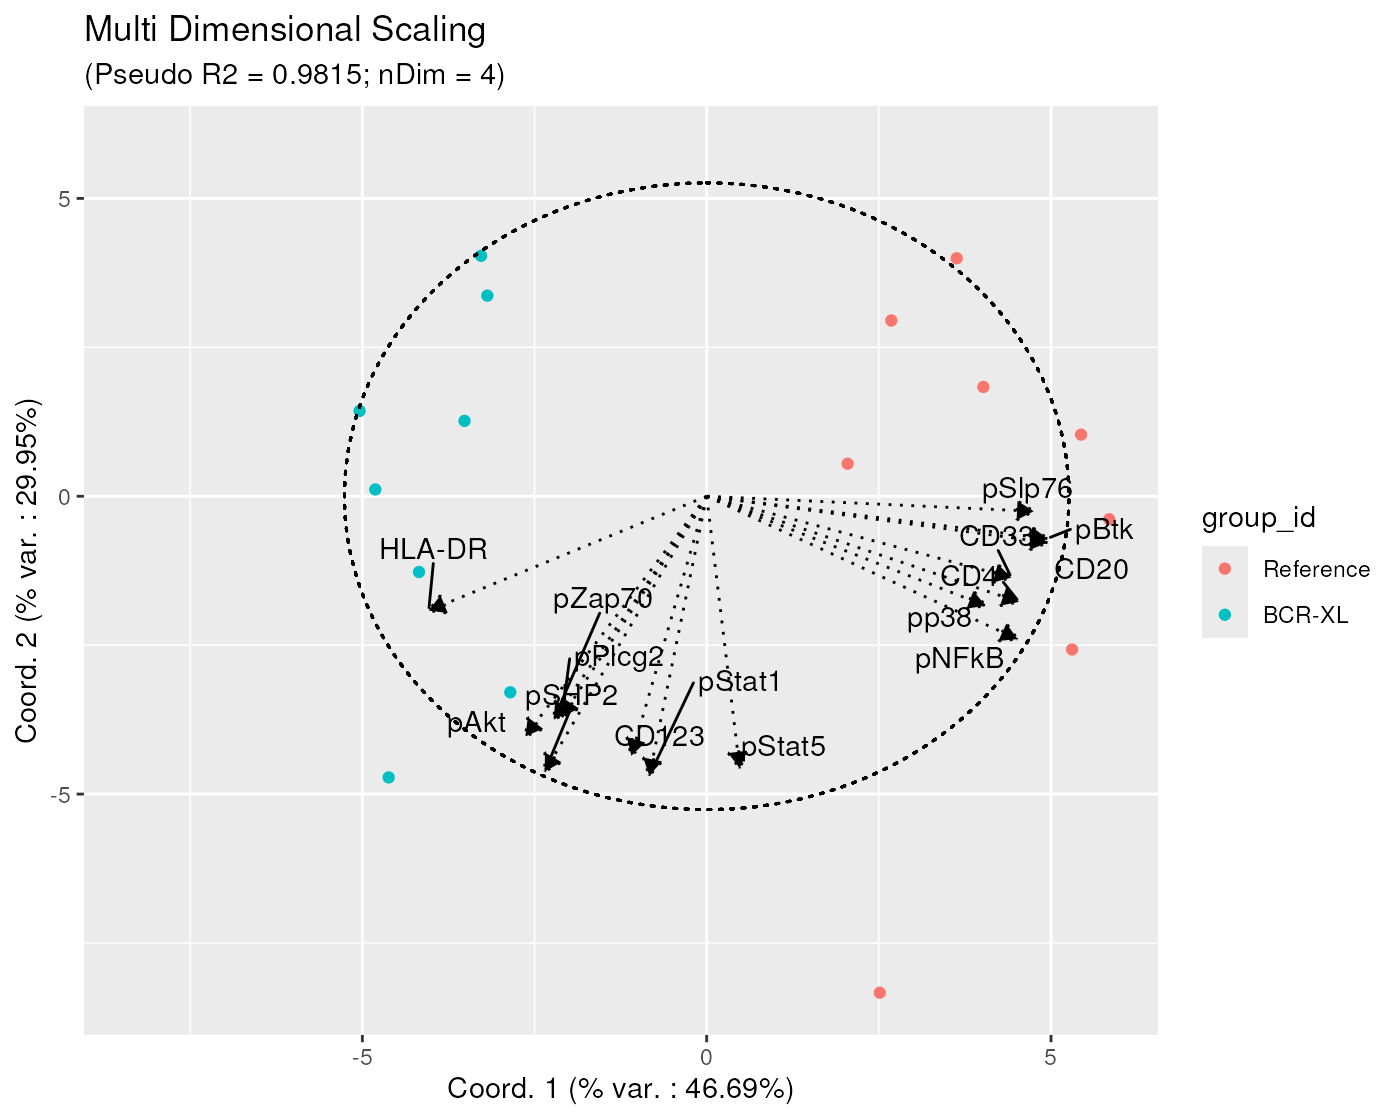 Multi Dimensional Scaling
(Pseudo R2 = 0.9815; nDim = 4)
Coord. 2 (% var. : 29.95%)
5
0
-5
pSlp76
pBtk
CD33
HLA-DR
CD20
CD4
pZap70
pp38
pPlcg2
pNFkB
pStat1
pSHP2
pAkt
CD123
pStat5
-5
0
5
Coord. 1 (% var. : 46.69%)
group_id
Reference
BCR-XL